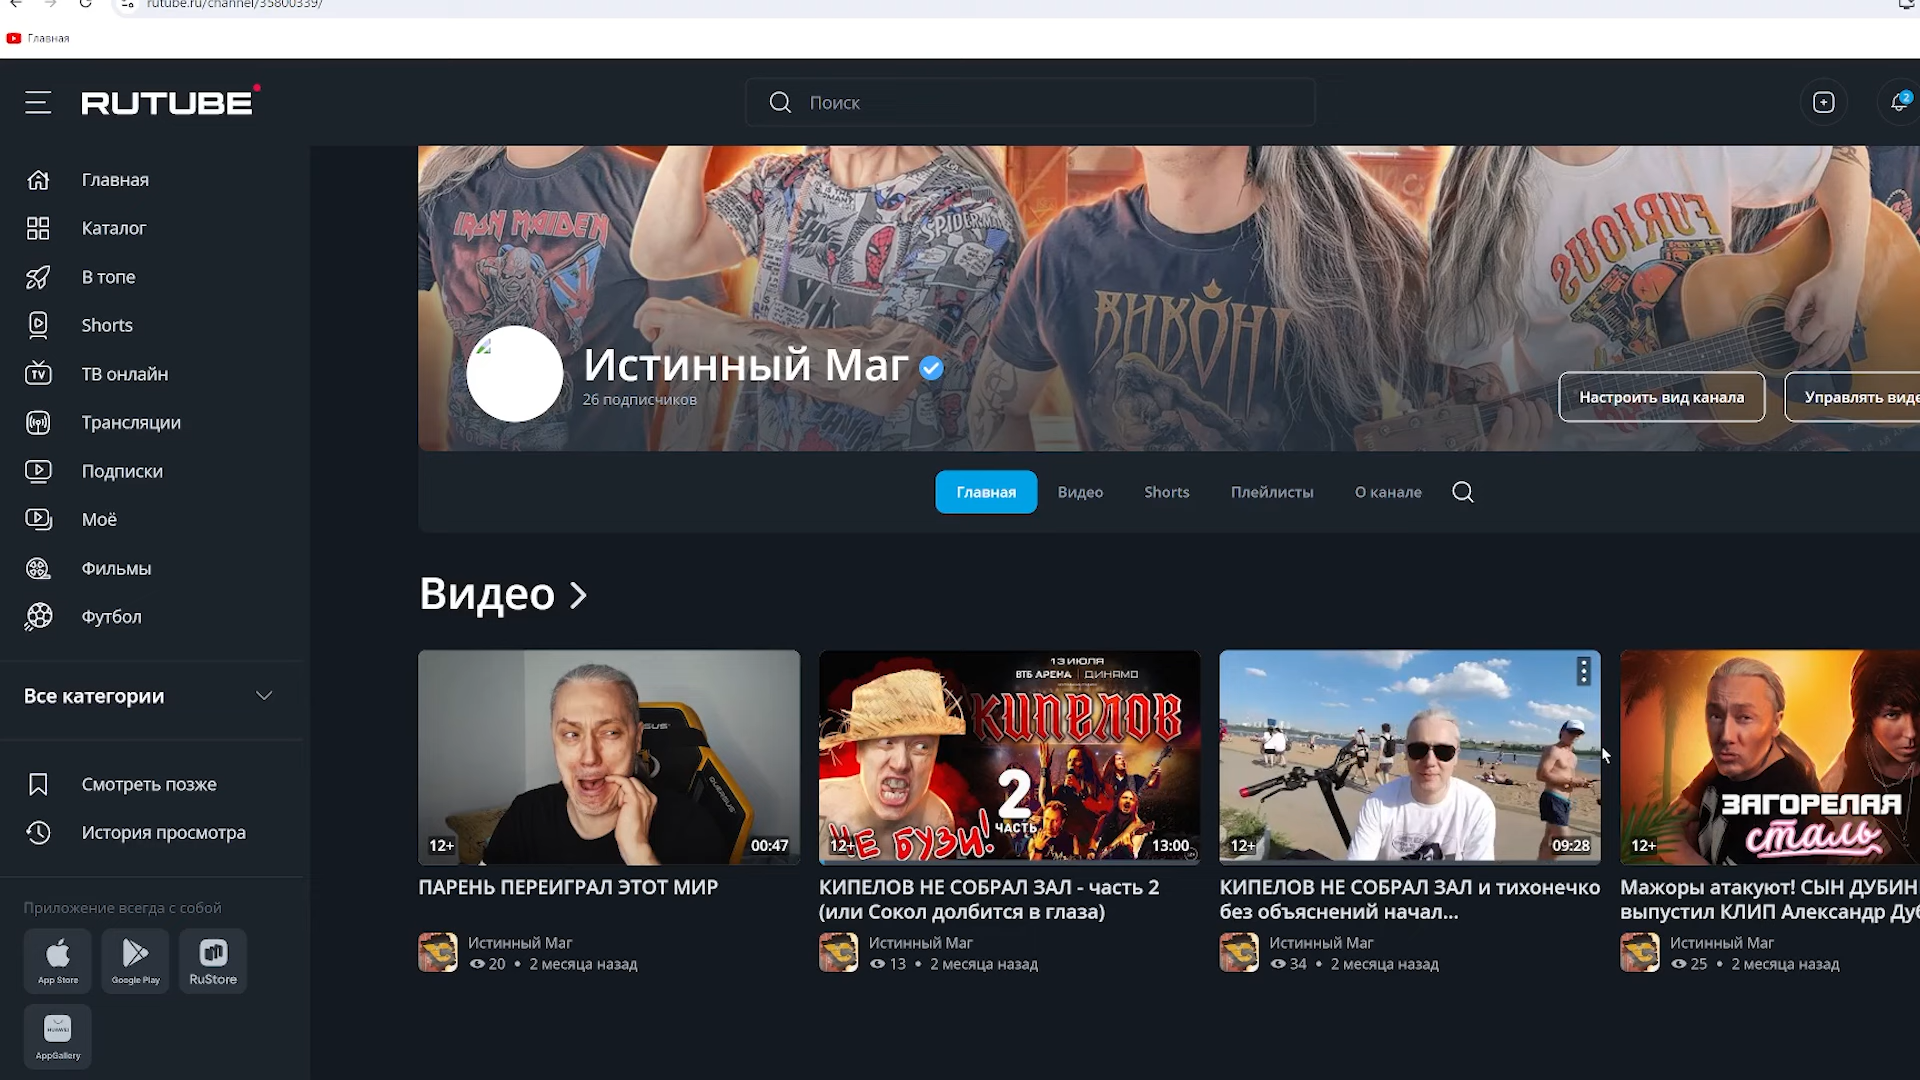 rutube.ru/channel/35800339/
Главная
RUTUBE
Поиск
2
Главная
Каталог
В топе
Shorts
ТВ онлайн
Трансляции
Подписки
Моё
Фильмы
Футбол
Все категории
Смотреть позже
История просмотра
Приложение всегда с собой
App Store
Google Play
RuStore
HUAWEI
AppGallery
IRON MAIDEN
SPIDERMAN
ВИКОНТ
FURIOUS
Истинный Маг
26 подписчиков
Настроить вид канала
Управлять виде
Главная
Видео
Shorts
Плейлисты
О канале
Видео
12+
00:47
ПАРЕНЬ ПЕРЕИГРАЛ ЭТОТ МИР
Истинный Маг
20 • 2 месяца назад
13 ИЮЛЯ
ВТБ АРЕНА | ДИНАМО
КИПЕЛОВ
2
ЧАСТЬ
НЕ БУЗИ!
12+
13:00
КИПЕЛОВ НЕ СОБРАЛ ЗАЛ - часть 2
(или Сокол долбится в глаза)
Истинный Маг
13 • 2 месяца назад
12+
09:28
КИПЕЛОВ НЕ СОБРАЛ ЗАЛ и тихонечко
без объяснений начал...
Истинный Маг
34 • 2 месяца назад
ЗАГОРЕЛАЯ
сталь
12+
Мажоры атакуют! СЫН ДУБИН
выпустил КЛИП Александр Ду
Истинный Маг
25 • 2 месяца назад